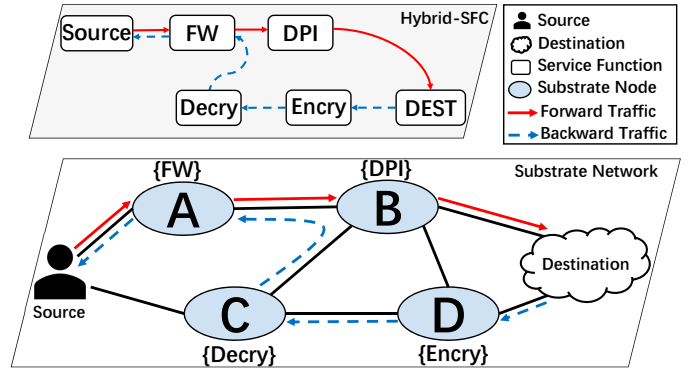 Hybrid-SFC
Source
FW
DPI
Decry
Encry
DEST
Source
Destination
Service Function
Substrate Node
Forward Traffic
Backward Traffic
Substrate Network
{FW}
{DPI}
A
B
Destination
Source
C
D
{Decry}
{Encry}